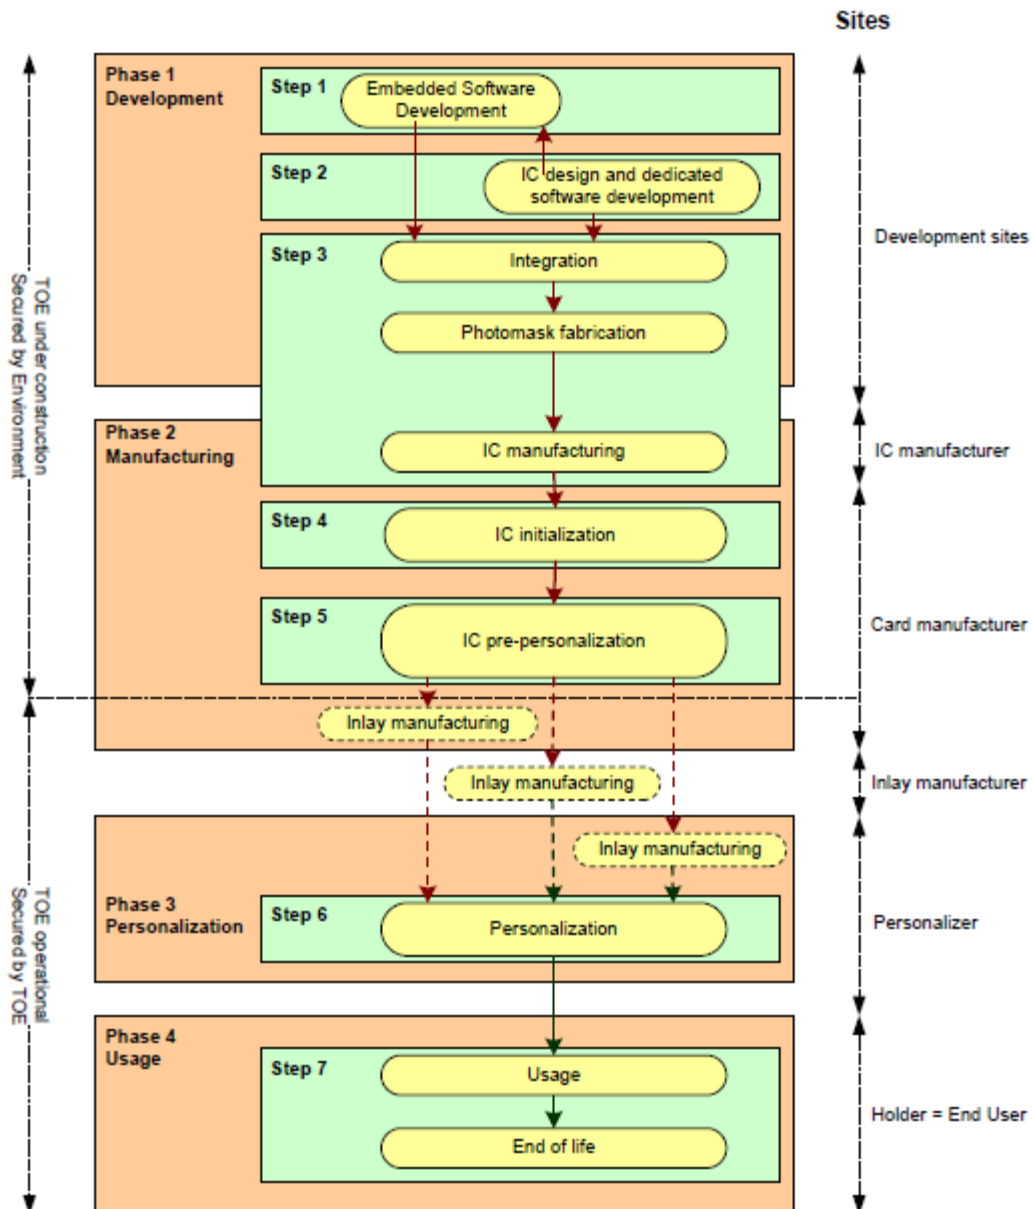 Sites
Phase 1
Development
Step 1
Embedded Software
Development
Step 2
IC design and dedicated
software development
Step 3
Integration
Photomask fabrication
Development sites
TOE under construction
Secured by Environment
Phase 2
Manufacturing
IC manufacturing
IC manufacturer
Step 4
IC initialization
Step 5
IC pre-personalization
Card manufacturer
Inlay manufacturing
Inlay manufacturing
Inlay manufacturer
Inlay manufacturing
Phase 3
Personalization
Step 6
Personalization
Personalizer
TOE operational
Secured by TOE
Phase 4
Usage
Step 7
Usage
End of life
Holder = End User